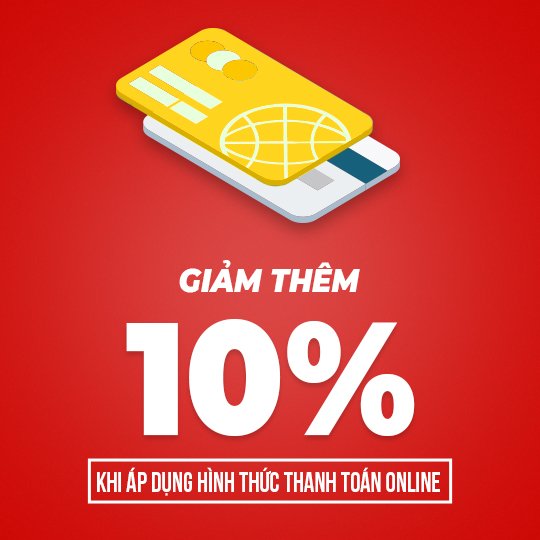 GIẢM THÊM
10%
KHI ÁP DỤNG HÌNH THỨC THANH TOÁN ONLINE